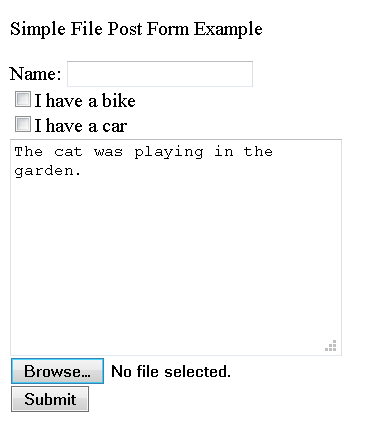 Simple File Post Form Example
Name:
I have a bike
I have a car
The cat was playing in the
garden.
Browse... No file selected.
Submit